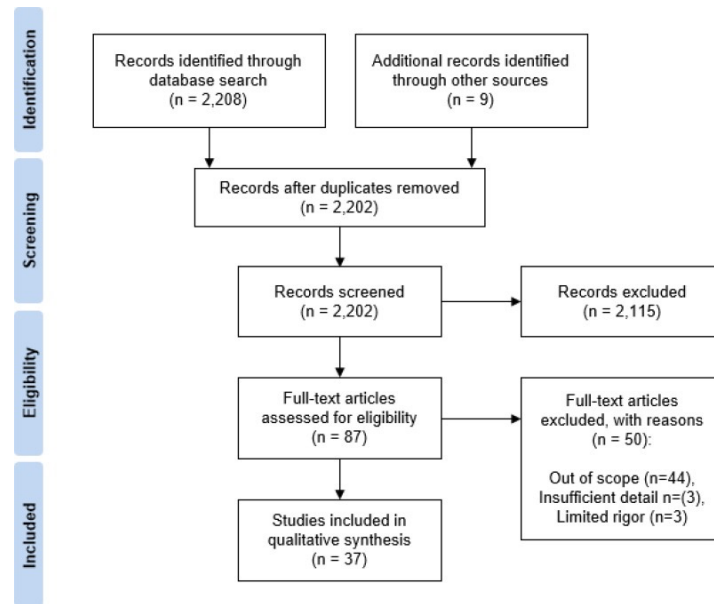 Identification
Records identified through
database search
(n = 2,208)
Additional records identified
through other sources
(n = 9)
Screening
Records after duplicates removed
(n = 2,202)
Records screened
(n = 2,202)
Records excluded
(n = 2,115)
Eligibility
Full-text articles
assessed for eligibility
(n = 87)
Full-text articles
excluded, with reasons
(n = 50):
Out of scope (n=44),
Insufficient detail n=(3),
Limited rigor (n=3)
Included
Studies included in
qualitative synthesis
(n = 37)